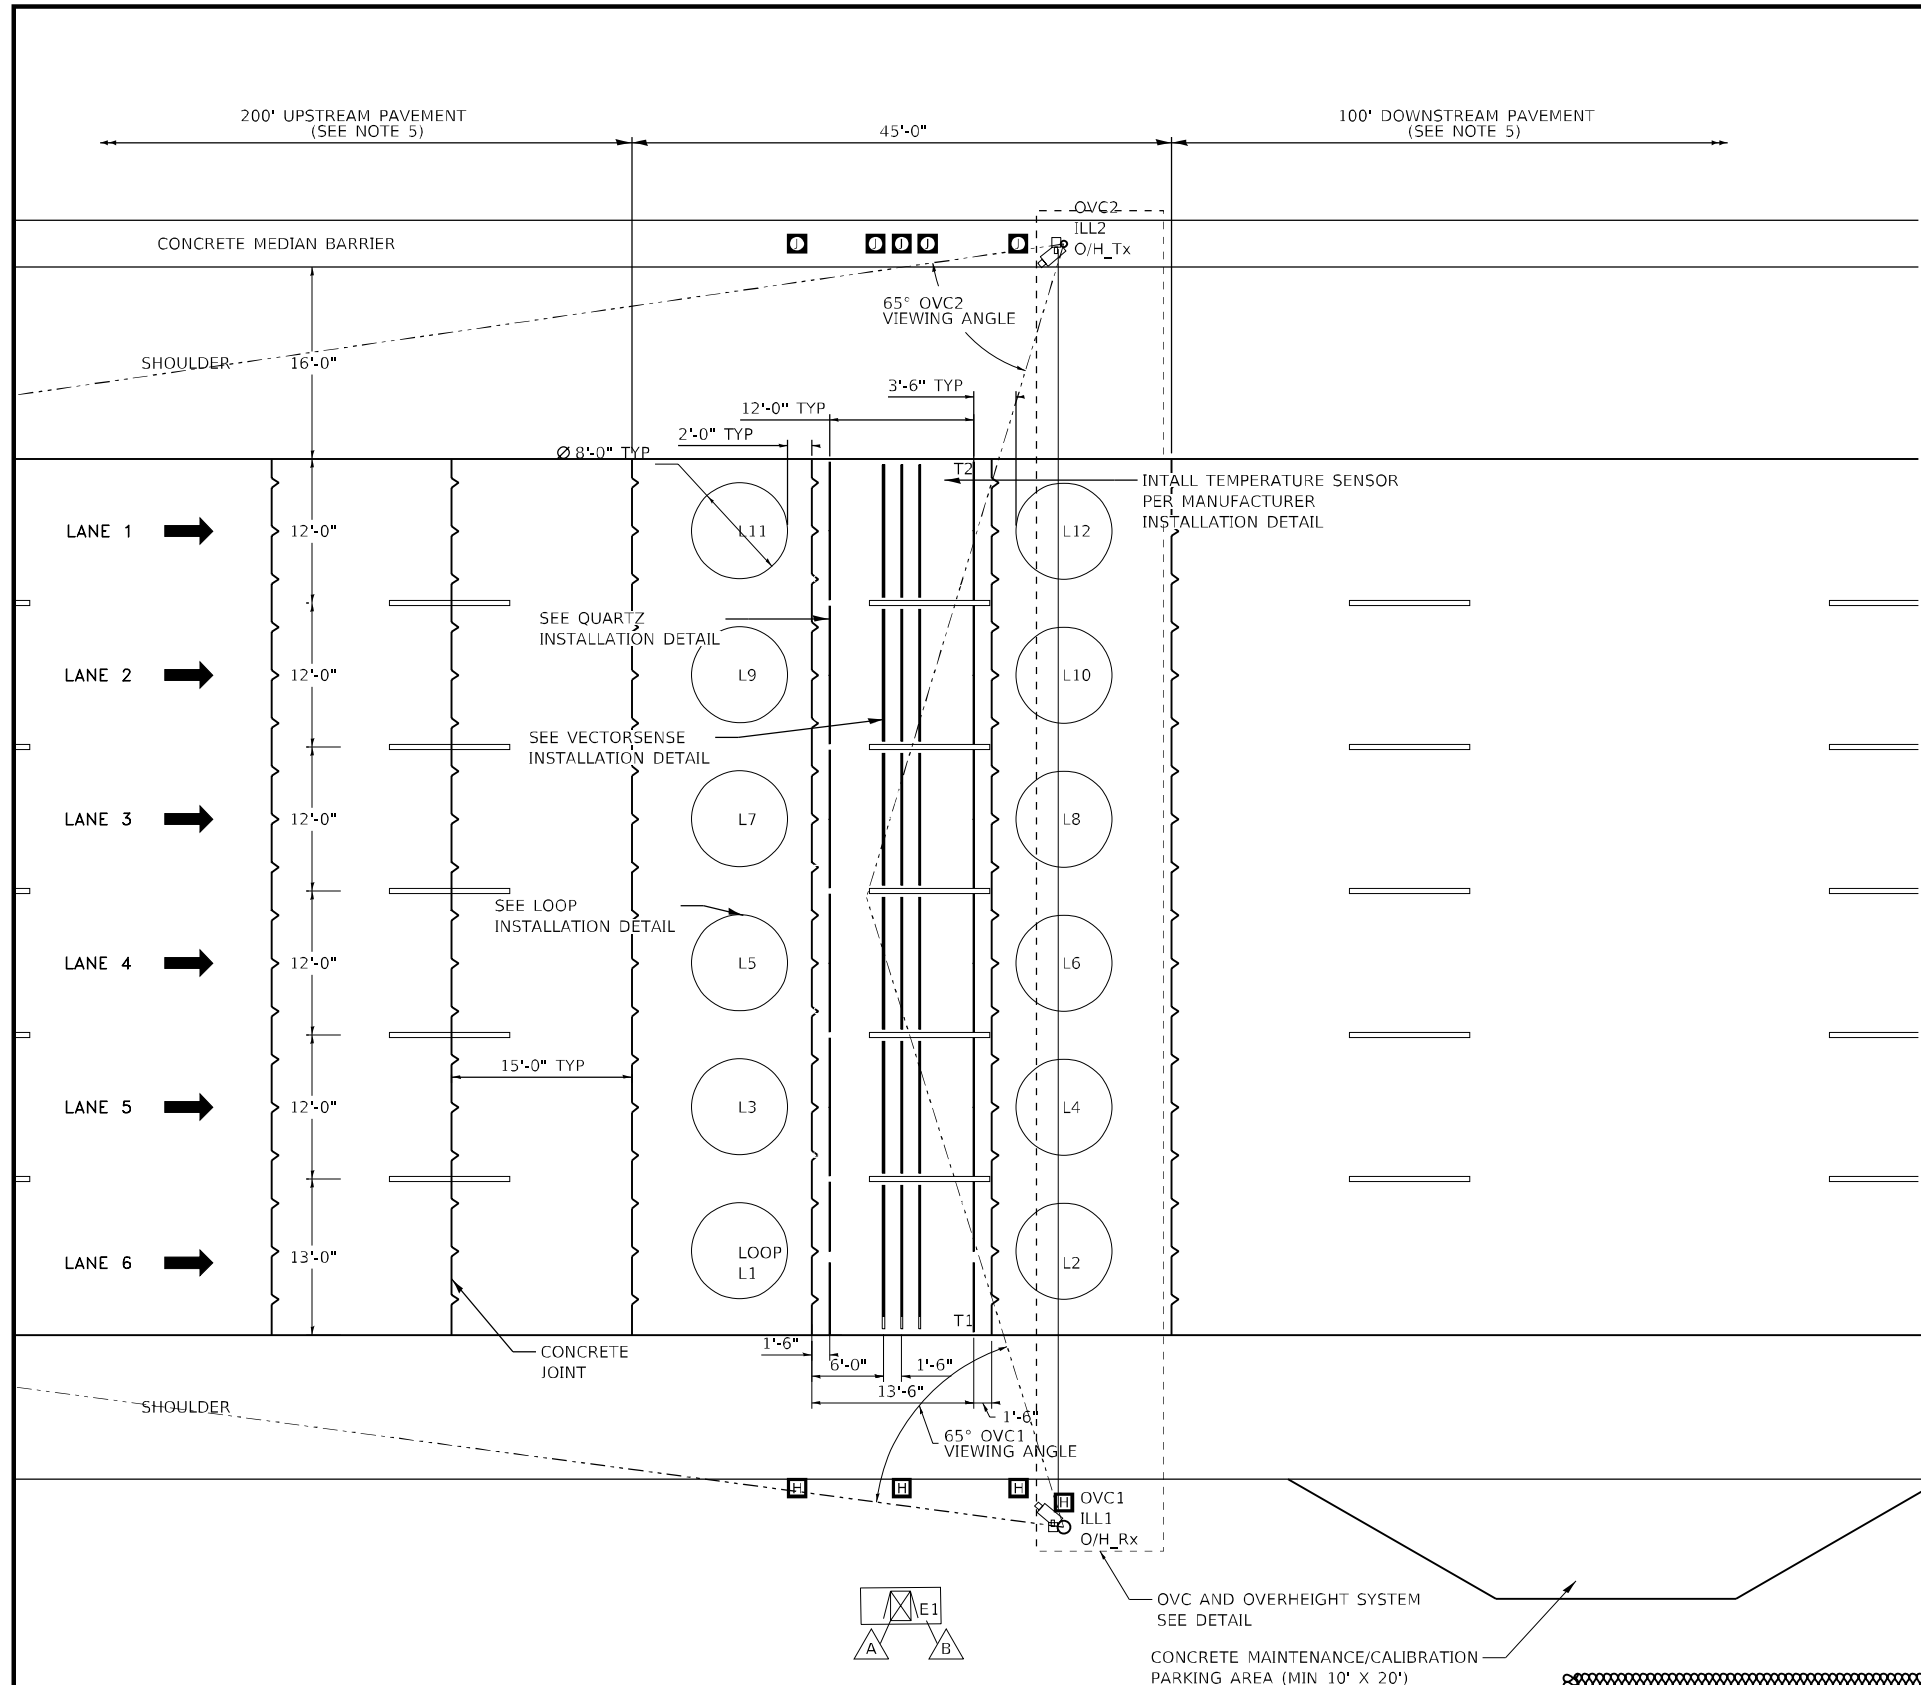 200' UPSTREAM PAVEMENT
(SEE NOTE 5)
45'-0"
100' DOWNSTREAM PAVEMENT
(SEE NOTE 5)
OVC2
ILL2
O/H_Tx
CONCRETE MEDIAN BARRIER
J
J
J
J
J
65° OVC2
VIEWING ANGLE
SHOULDER
16'-0"
3'-6" TYP
12'-0" TYP
2'-0" TYP
Ø 8'-0" TYP
T2
INTALL TEMPERATURE SENSOR
PER MANUFACTURER
INSTALLATION DETAIL
LANE 1
12'-0"
L11
L12
SEE QUARTZ
INSTALLATION DETAIL
LANE 2
12'-0"
L9
L10
SEE VECTORSENSE
INSTALLATION DETAIL
LANE 3
12'-0"
L7
L8
SEE LOOP
INSTALLATION DETAIL
LANE 4
12'-0"
L5
L6
15'-0" TYP
LANE 5
12'-0"
L3
L4
LANE 6
13'-0"
LOOP
L1
L2
T1
CONCRETE
JOINT
1'-6"
6'-0"
1'-6"
13'-6"
1'-6"
SHOULDER
65° OVC1
VIEWING ANGLE
H
H
H
H
OVC1
ILL1
O/H_Rx
E1
A
B
OVC AND OVERHEIGHT SYSTEM
SEE DETAIL
CONCRETE MAINTENANCE/CALIBRATION
PARKING AREA (MIN 10' X 20')